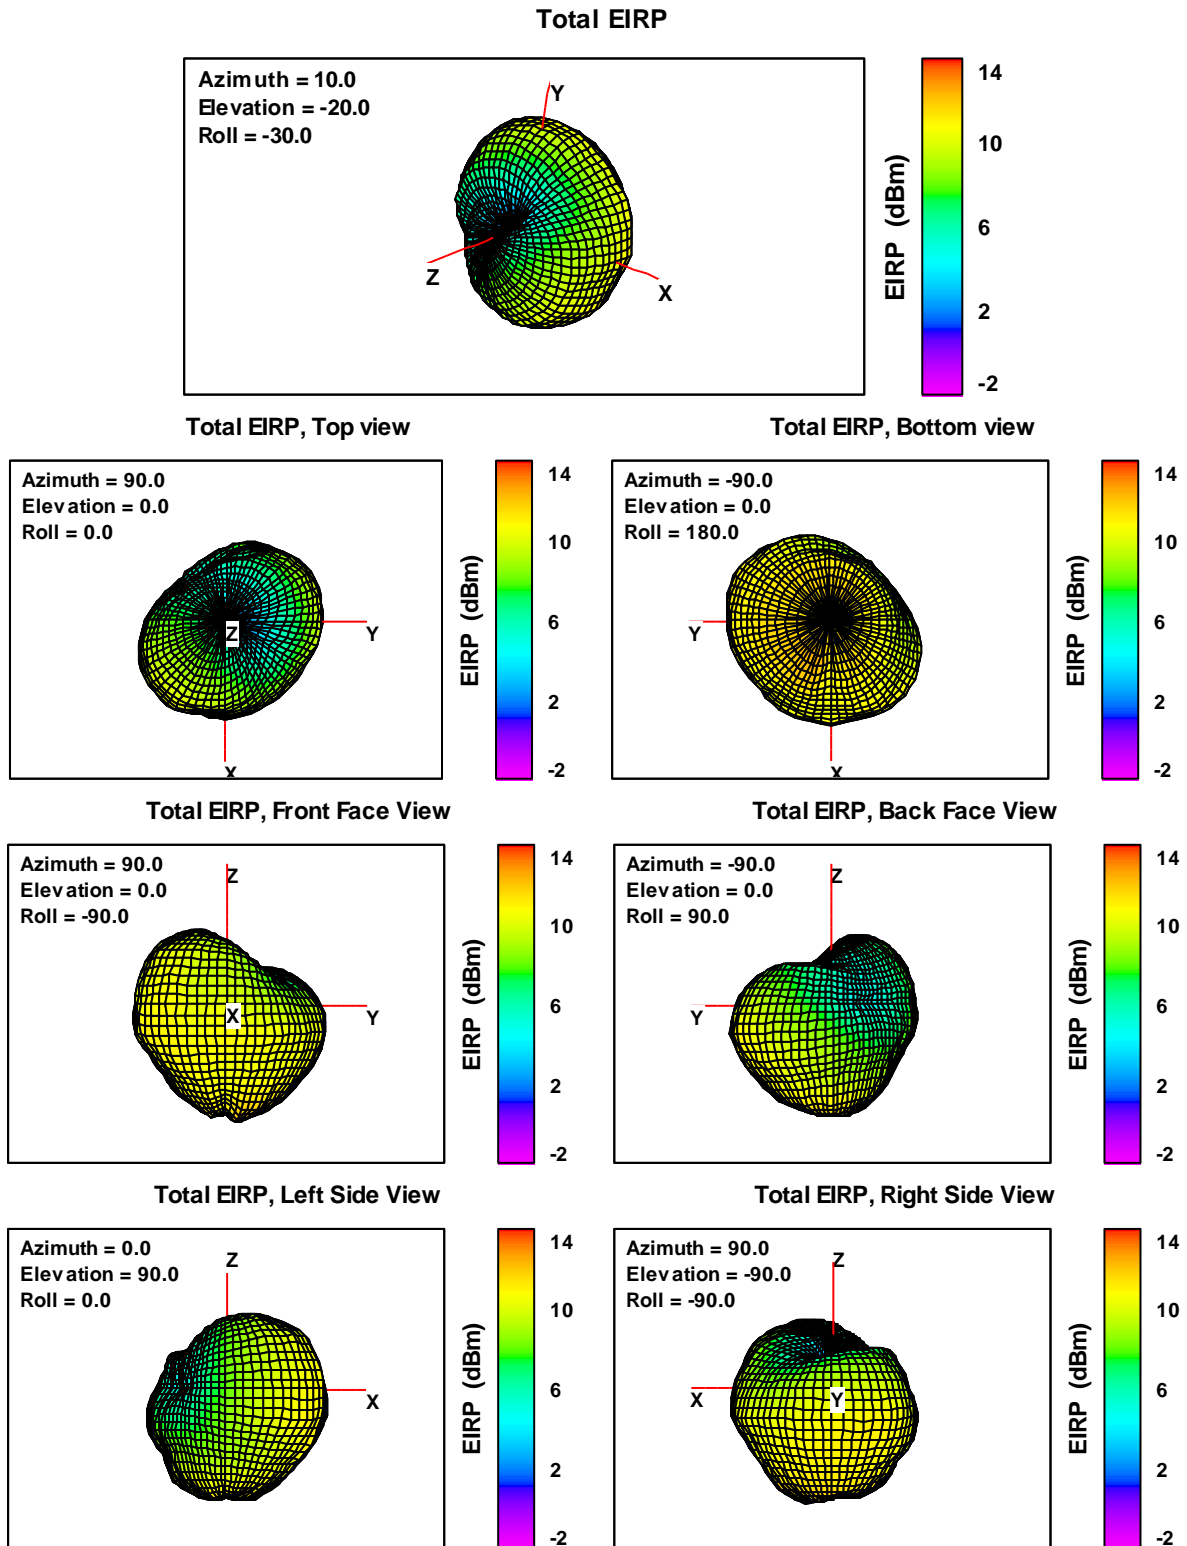 Total EIRP
Azimuth = 10.0
Elevation = -20.0
Roll = -30.0
Y
Z
X
EIRP (dBm)
14
10
6
2
-2
Total EIRP, Top view
Azimuth = 90.0
Elevation = 0.0
Roll = 0.0
Z
Y
X
EIRP (dBm)
14
10
6
2
-2
Total EIRP, Bottom view
Azimuth = -90.0
Elevation = 0.0
Roll = 180.0
Y
X
EIRP (dBm)
14
10
6
2
-2
Total EIRP, Front Face View
Azimuth = 90.0
Elevation = 0.0
Roll = -90.0
Z
X
Y
EIRP (dBm)
14
10
6
2
-2
Total EIRP, Back Face View
Azimuth = -90.0
Elevation = 0.0
Roll = 90.0
Z
Y
EIRP (dBm)
14
10
6
2
-2
Total EIRP, Left Side View
Azimuth = 0.0
Elevation = 90.0
Roll = 0.0
Z
X
EIRP (dBm)
14
10
6
2
-2
Total EIRP, Right Side View
Azimuth = 90.0
Elevation = -90.0
Roll = -90.0
Z
X
Y
EIRP (dBm)
14
10
6
2
-2